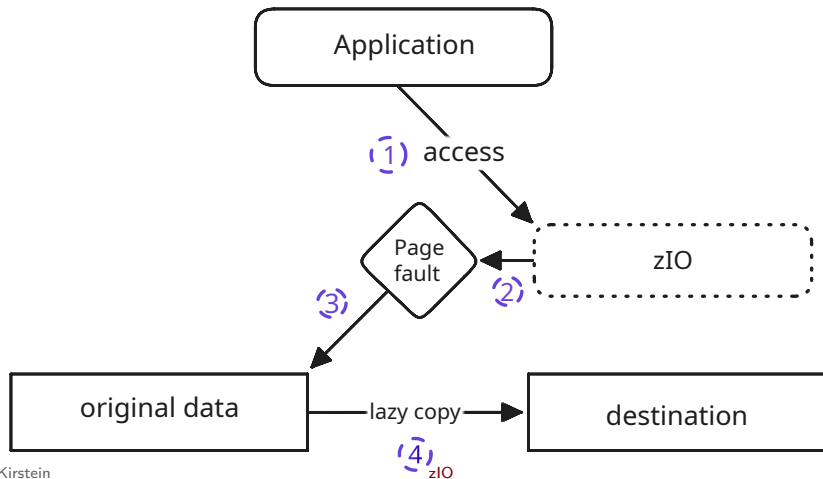 Application
1 access
Page
fault
2
zIO
3
original data
lazy copy
destination
4
Kirstein
zIO